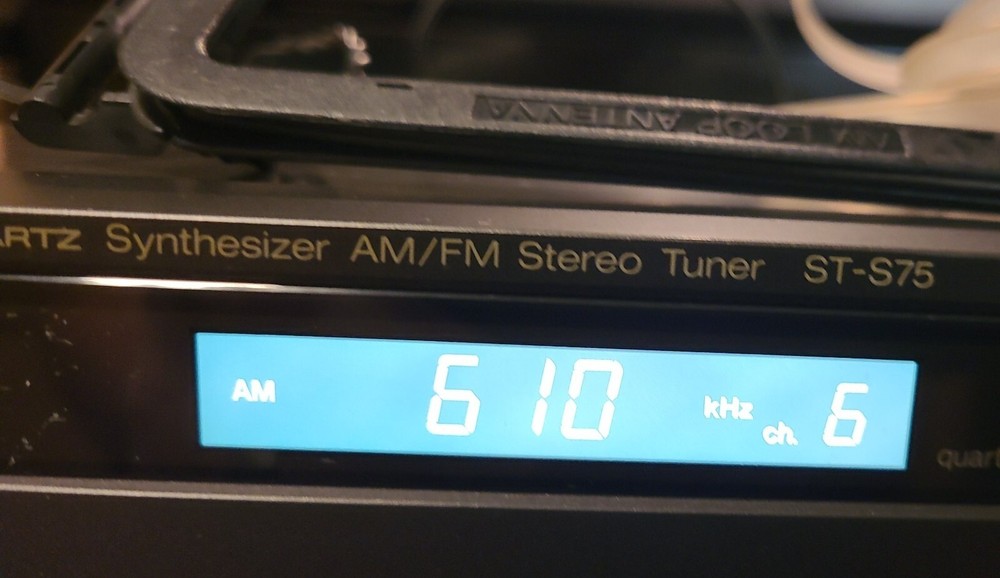 AM LOOP ANTENNA
ARTZ Synthesizer AM/FM Stereo Tuner ST-S75
AM 610 kHz ch. 6
quart